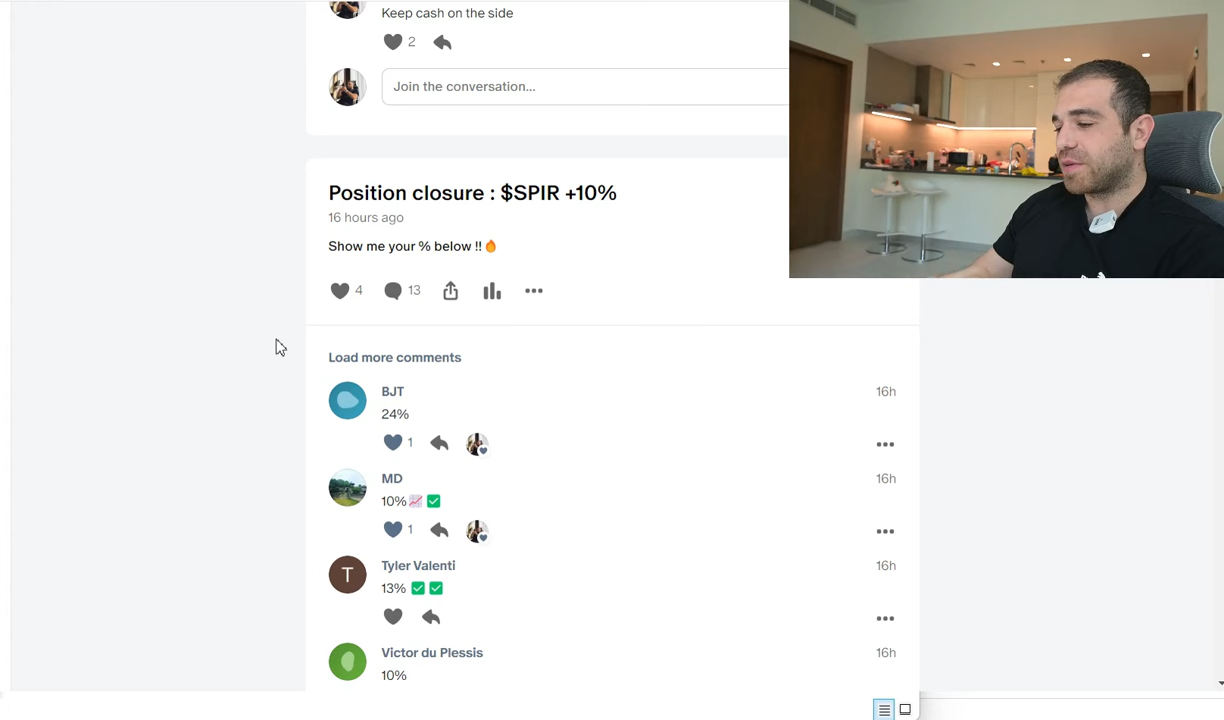 Keep cash on the side
2
Join the conversation...
Position closure : $SPIR +10%
16 hours ago
Show me your % below !!🔥
4 13
Load more comments
BJT 16h
24%
1
MD 16h
10%📈✅
1
T
Tyler Valenti 16h
13% ✅✅
Victor du Plessis 16h
10%